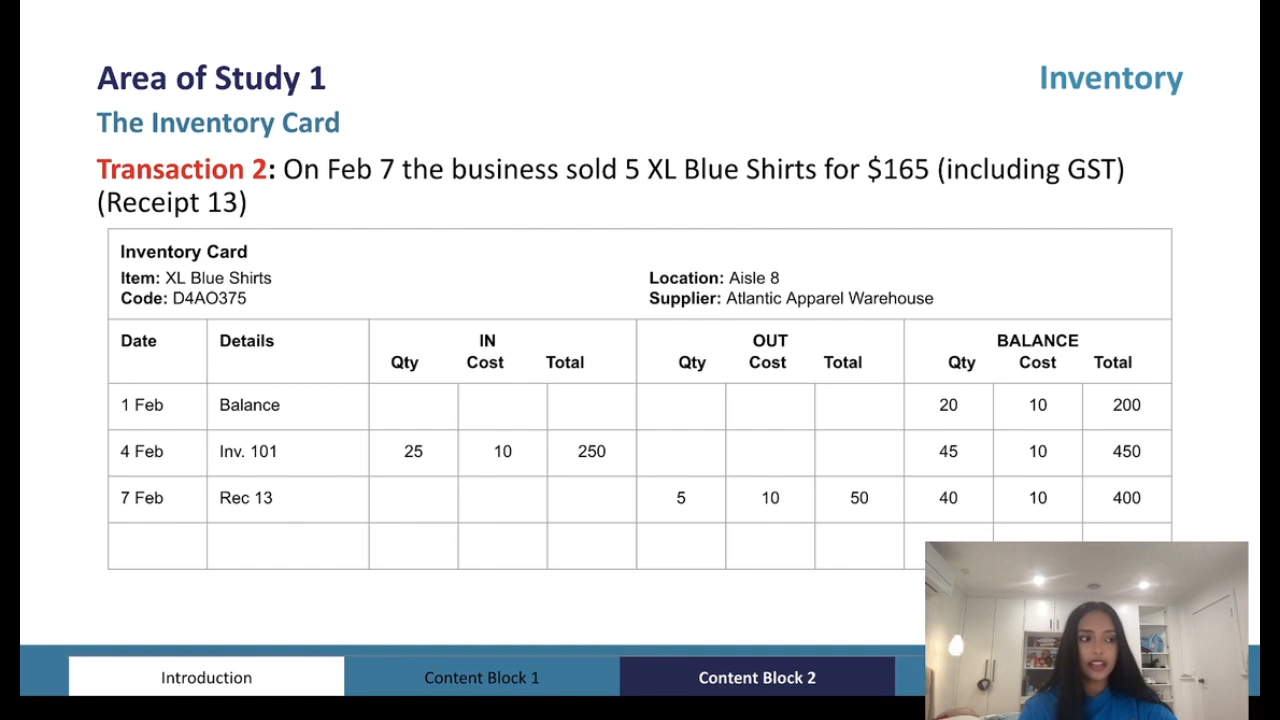 Area of Study 1
Inventory
The Inventory Card
Transaction 2: On Feb 7 the business sold 5 XL Blue Shirts for $165 (including GST)
(Receipt 13)
Inventory Card
Item: XL Blue Shirts Location: Aisle 8
Code: D4AO375 Supplier: Atlantic Apparel Warehouse
Date Details IN OUT BALANCE
Qty Cost Total Qty Cost Total Qty Cost Total
1 Feb Balance 20 10 200
4 Feb Inv. 101 25 10 250 45 10 450
7 Feb Rec 13 5 10 50 40 10 400
Introduction Content Block 1 Content Block 2